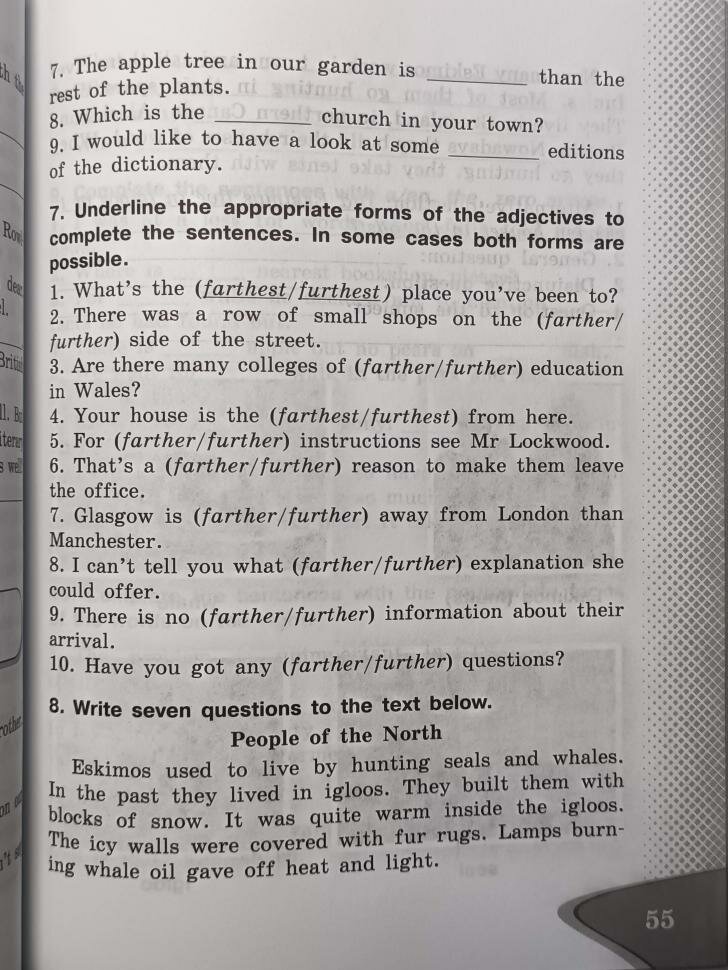 7. The apple tree in our garden is ________ than the
rest of the plants.
8. Which is the ________ church in your town?
9. I would like to have a look at some ________ editions
of the dictionary.
7. Underline the appropriate forms of the adjectives to
complete the sentences. In some cases both forms are
possible.
1. What's the (farthest/furthest) place you've been to?
2. There was a row of small shops on the (farther/
further) side of the street.
3. Are there many colleges of (farther/further) education
in Wales?
4. Your house is the (farthest/furthest) from here.
5. For (farther/further) instructions see Mr Lockwood.
6. That's a (farther/further) reason to make them leave
the office.
7. Glasgow is (farther/further) away from London than
Manchester.
8. I can't tell you what (farther/further) explanation she
could offer.
9. There is no (farther/further) information about their
arrival.
10. Have you got any (farther/further) questions?
8. Write seven questions to the text below.
People of the North
Eskimos used to live by hunting seals and whales.
In the past they lived in igloos. They built them with
blocks of snow. It was quite warm inside the igloos.
The icy walls were covered with fur rugs. Lamps burn-
ing whale oil gave off heat and light.
55